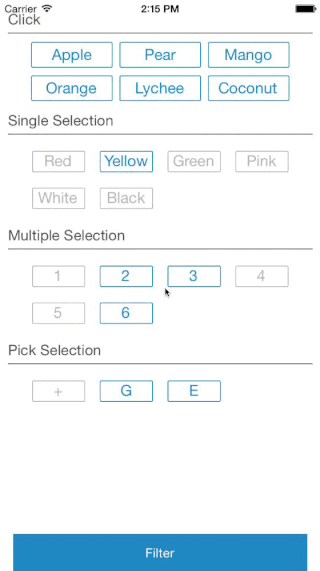 Carrier 2:15 PM
Click
Apple Pear Mango
Orange Lychee Coconut
Single Selection
Red Yellow Green Pink
White Black
Multiple Selection
1 2 3 4
5 6
Pick Selection
+ G E
Filter